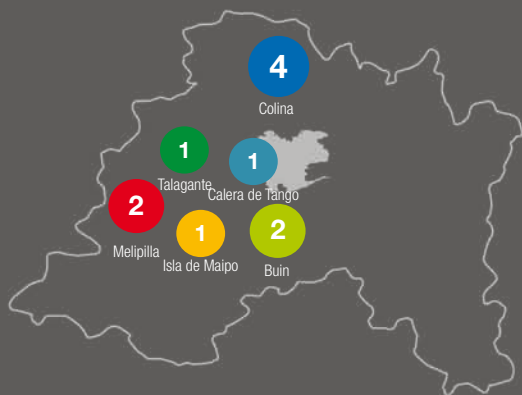 4
Colina
1
Talagante
1
Calera de Tango
2
Melipilla
1
Isla de Maipo
2
Buin